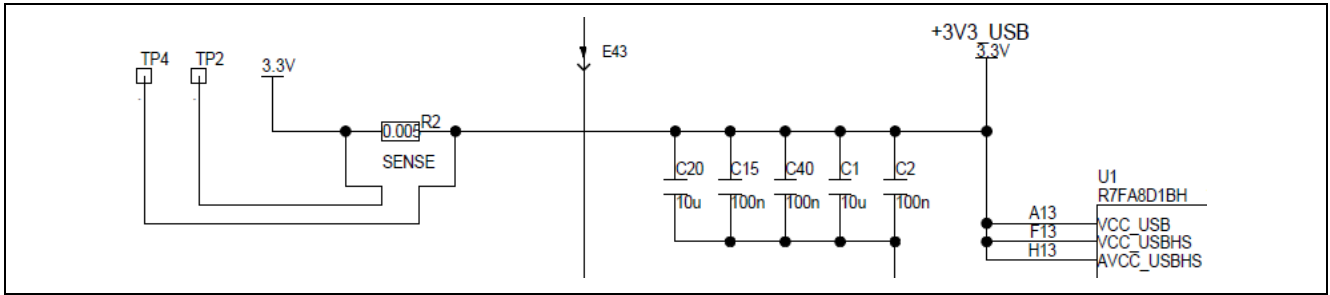 +3V3_USB
3.3V
E43
TP4
TP2
3.3V
0.005
R2
SENSE
C20
C15
C40
C1
C2
10u
100n
100n
10u
100n
U1
R7FA8D1BH
A13
VCC_USB
F13
VCC_USBHS
H13
AVCC_USBHS